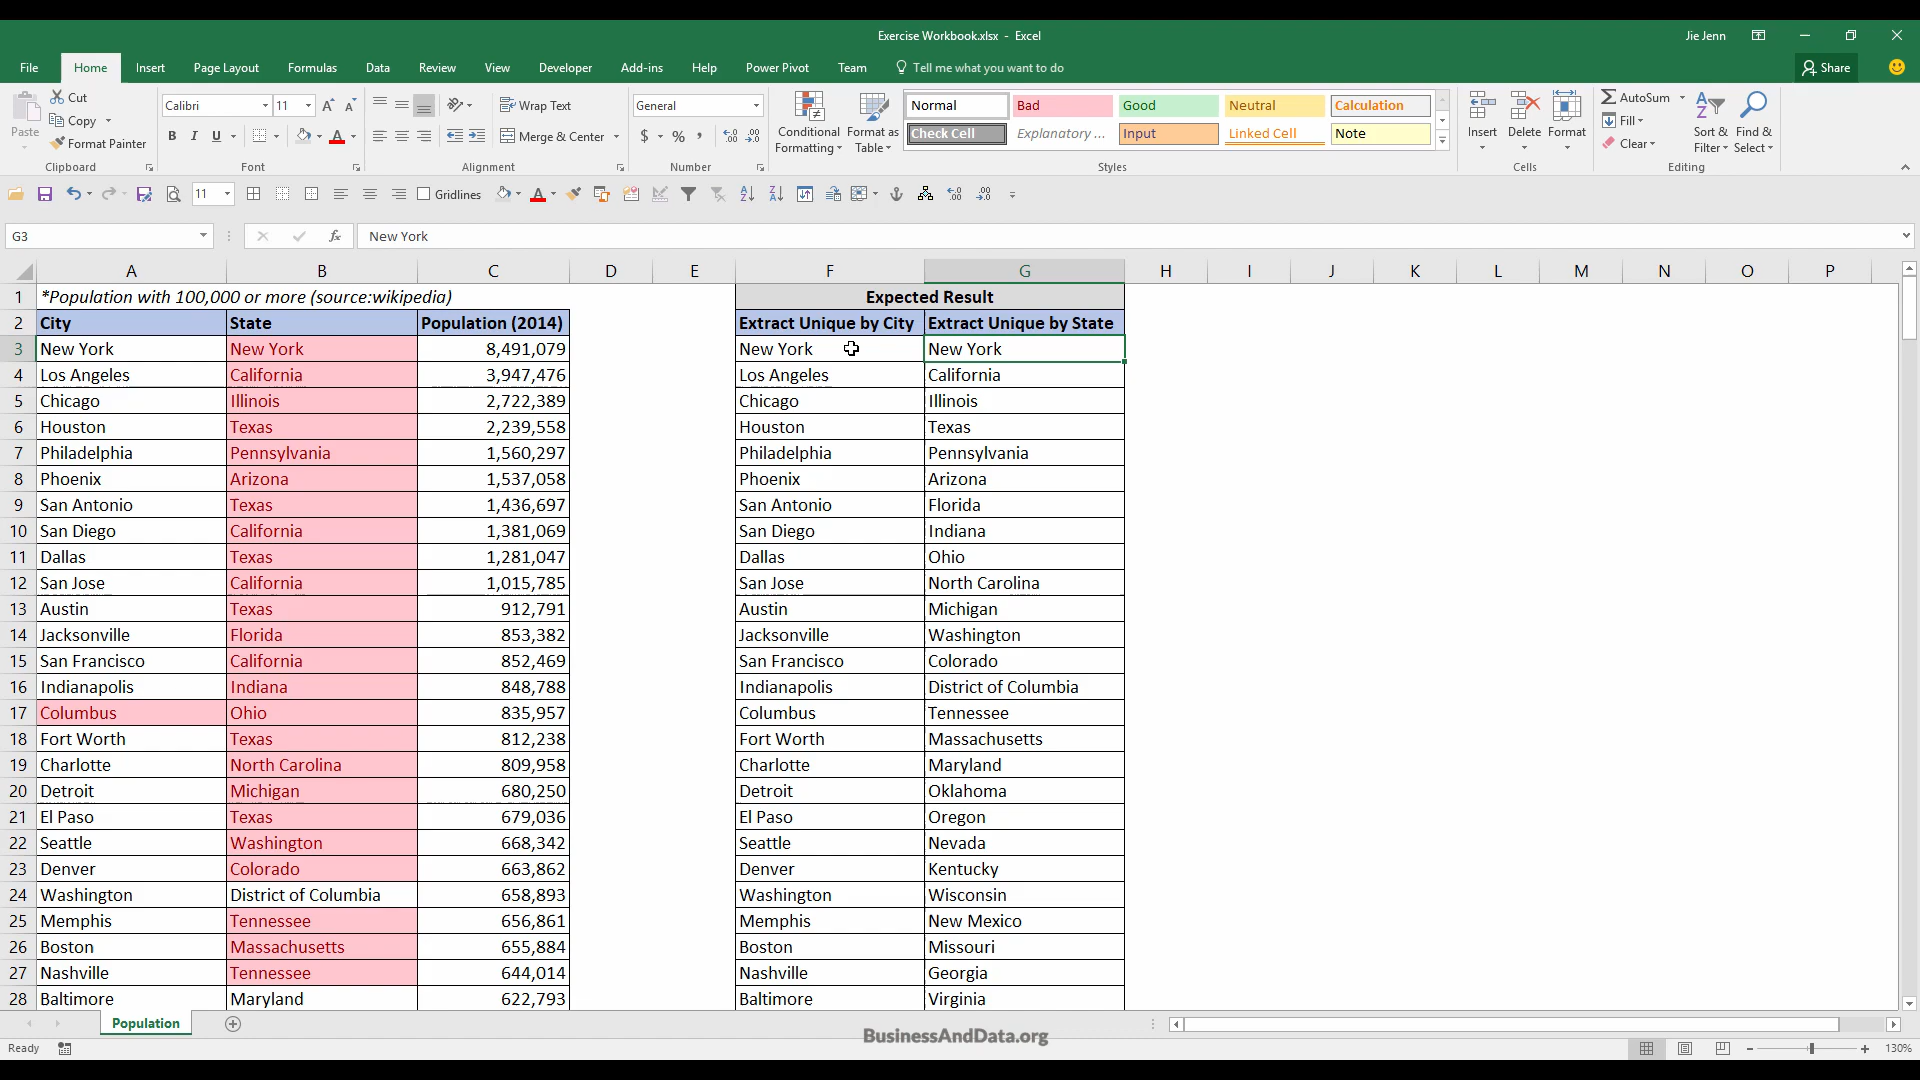 Exercise Workbook.xlsx - Excel
Jie Jenn
File Home Insert Page Layout Formulas Data Review View Developer Add-ins Help Power Pivot Team Tell me what you want to do Share
Paste
Cut
Copy
Format Painter
Clipboard
Calibri 11
B I U
Font
Wrap Text
Merge & Center
Alignment
General
$ % ,
Number
Conditional Formatting
Format as Table
Normal Bad Good Neutral Calculation
Check Cell Explanatory ... Input Linked Cell Note
Styles
Insert Delete Format
Cells
AutoSum
Fill
Clear
Sort & Filter
Find & Select
Editing
11 Gridlines
G3 fx New York
A B C D E F G H I J K L M N O P
1 *Population with 100,000 or more (source:wikipedia) Expected Result
2 City State Population (2014) Extract Unique by City Extract Unique by State
3 New York New York 8,491,079 New York New York
4 Los Angeles California 3,947,476 Los Angeles California
5 Chicago Illinois 2,722,389 Chicago Illinois
6 Houston Texas 2,239,558 Houston Texas
7 Philadelphia Pennsylvania 1,560,297 Philadelphia Pennsylvania
8 Phoenix Arizona 1,537,058 Phoenix Arizona
9 San Antonio Texas 1,436,697 San Antonio Florida
10 San Diego California 1,381,069 San Diego Indiana
11 Dallas Texas 1,281,047 Dallas Ohio
12 San Jose California 1,015,785 San Jose North Carolina
13 Austin Texas 912,791 Austin Michigan
14 Jacksonville Florida 853,382 Jacksonville Washington
15 San Francisco California 852,469 San Francisco Colorado
16 Indianapolis Indiana 848,788 Indianapolis District of Columbia
17 Columbus Ohio 835,957 Columbus Tennessee
18 Fort Worth Texas 812,238 Fort Worth Massachusetts
19 Charlotte North Carolina 809,958 Charlotte Maryland
20 Detroit Michigan 680,250 Detroit Oklahoma
21 El Paso Texas 679,036 El Paso Oregon
22 Seattle Washington 668,342 Seattle Nevada
23 Denver Colorado 663,862 Denver Kentucky
24 Washington District of Columbia 658,893 Washington Wisconsin
25 Memphis Tennessee 656,861 Memphis New Mexico
26 Boston Massachusetts 655,884 Boston Missouri
27 Nashville Tennessee 644,014 Nashville Georgia
28 Baltimore Maryland 622,793 Baltimore Virginia
Population
BusinessAndData.org
Ready
130%